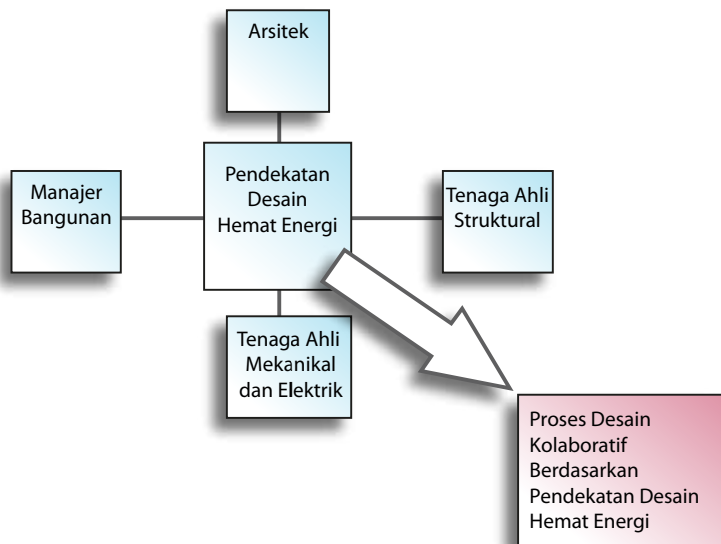 Arsitek
Pendekatan
Desain
Hemat Energi
Manajer
Bangunan
Tenaga Ahli
Struktural
Tenaga Ahli
Mekanikal
dan Elektrik
Proses Desain
Kolaboratif
Berdasarkan
Pendekatan Desain
Hemat Energi